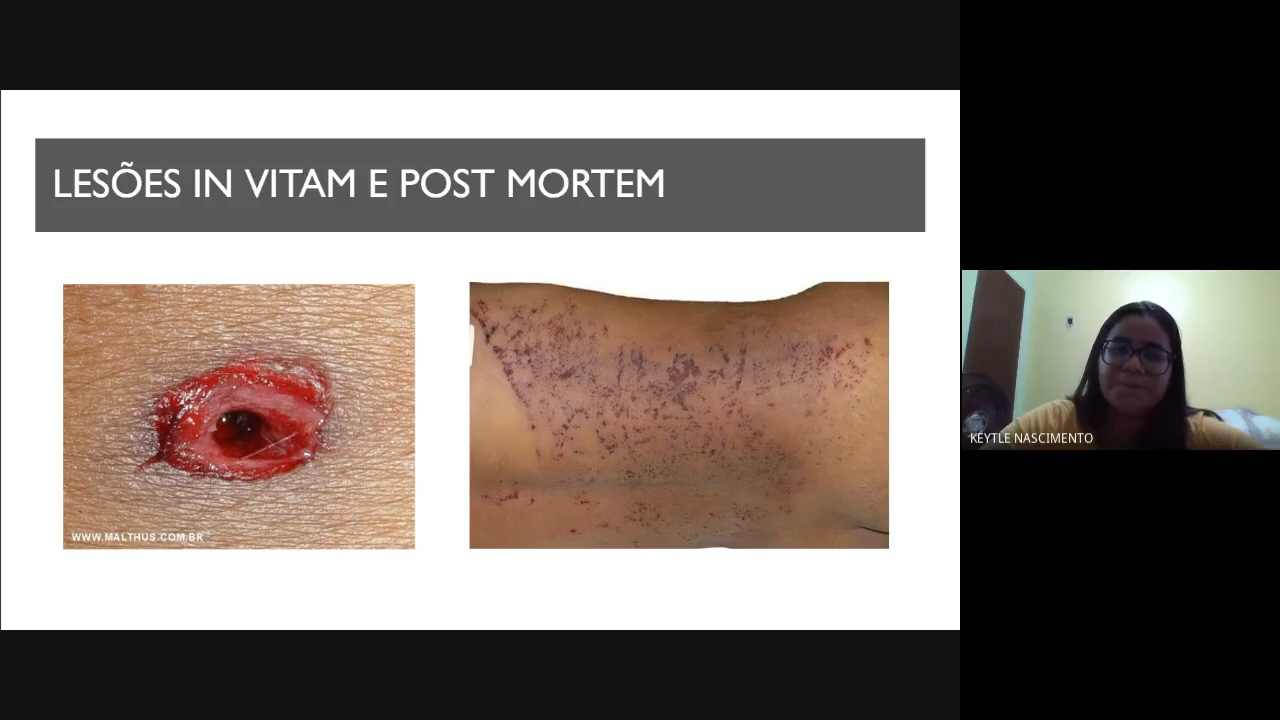 LESÕES IN VITAM E POST MORTEM
WWW.MALTHUS.COM.BR
KEYTLE NASCIMENTO